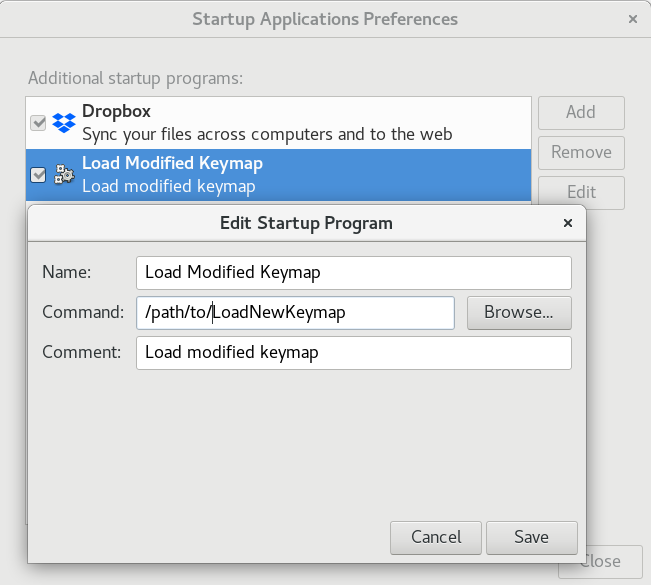 Startup Applications Preferences
Additional startup programs:
Dropbox
Sync your files across computers and to the web
Add
Load Modified Keymap
Load modified keymap
Remove
Edit
Edit Startup Program
Name: Load Modified Keymap
Command: /path/to/LoadNewKeymap Browse...
Comment: Load modified keymap
Cancel Save
Close